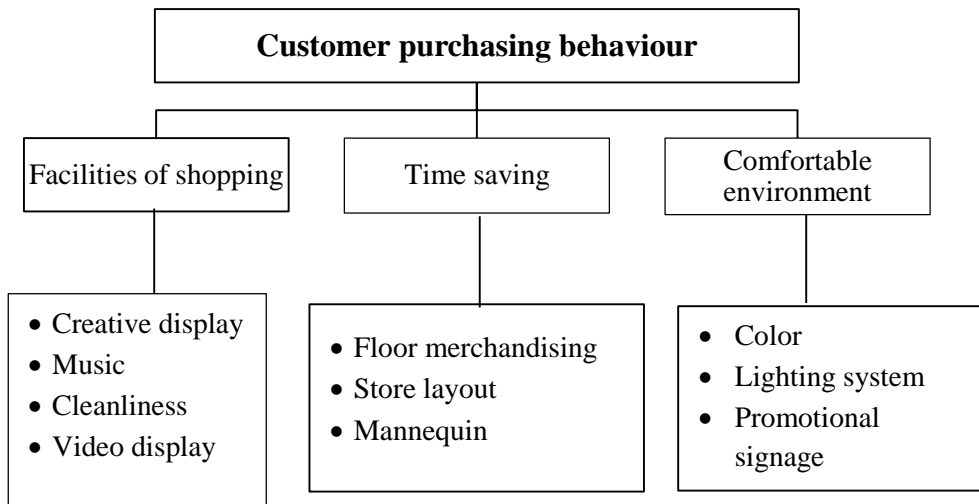 Customer purchasing behaviour
Facilities of shopping
Time saving
Comfortable
environment
• Creative display
• Music
• Cleanliness
• Video display
• Floor merchandising
• Store layout
• Mannequin
• Color
• Lighting system
• Promotional
signage